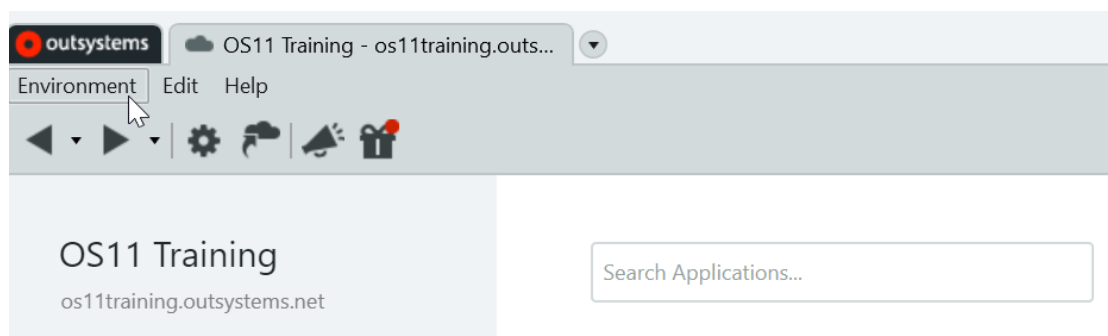 outsystems OS11 Training - os11training.outs...
Environment Edit Help
OS11 Training
Search Applications...
os11training.outsystems.net